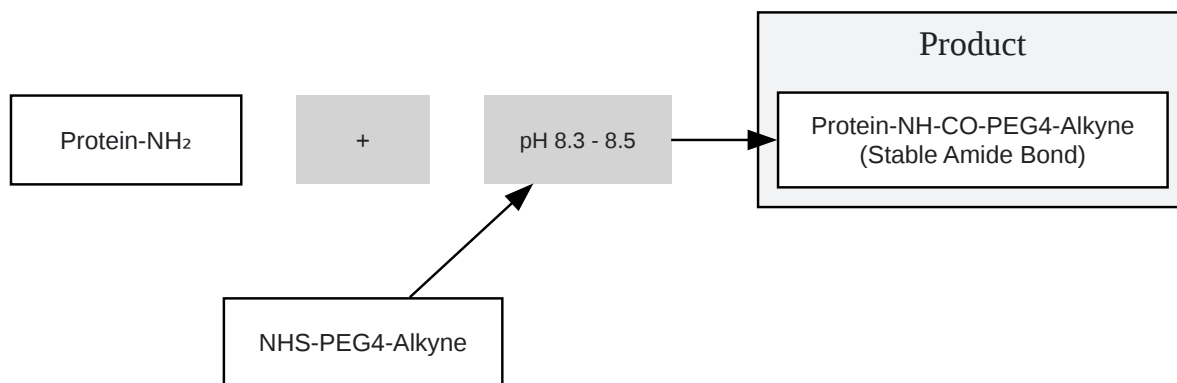 Product
Protein-NH₂
+
pH 8.3 - 8.5
Protein-NH-CO-PEG4-Alkyne
(Stable Amide Bond)
NHS-PEG4-Alkyne